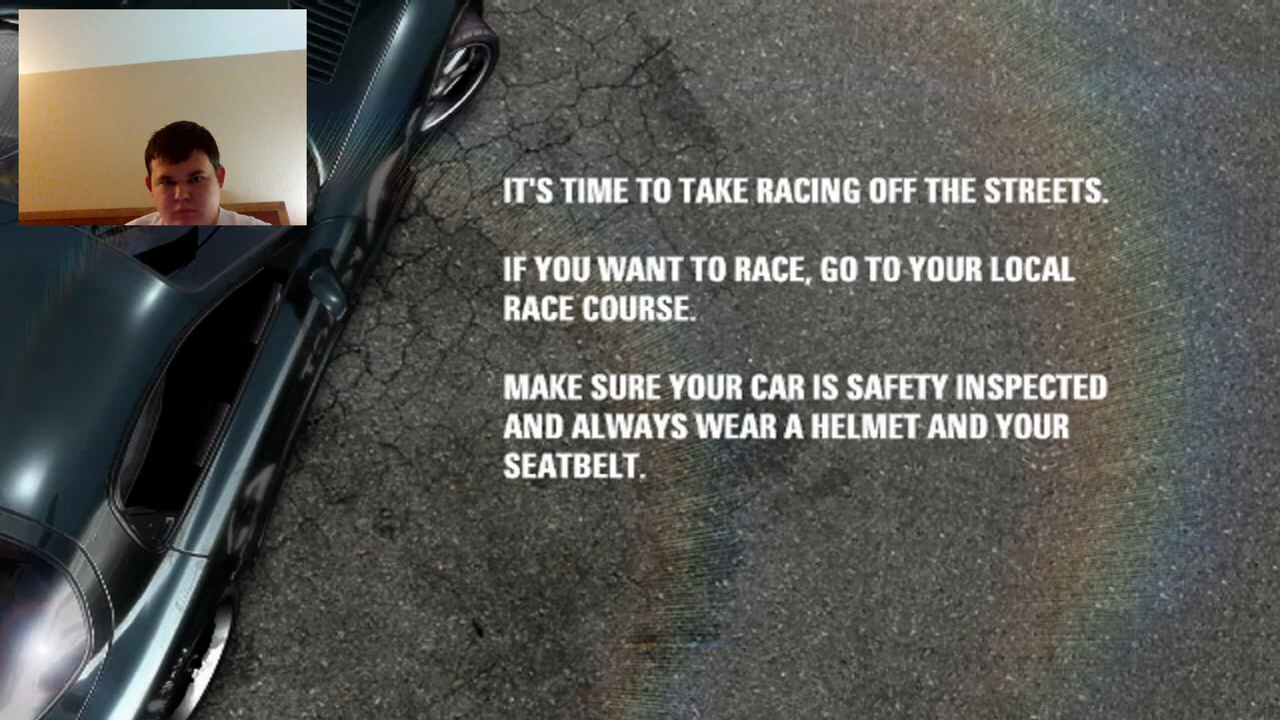 IT'S TIME TO TAKE RACING OFF THE STREETS.
IF YOU WANT TO RACE, GO TO YOUR LOCAL
RACE COURSE.
MAKE SURE YOUR CAR IS SAFETY INSPECTED
AND ALWAYS WEAR A HELMET AND YOUR
SEATBELT.